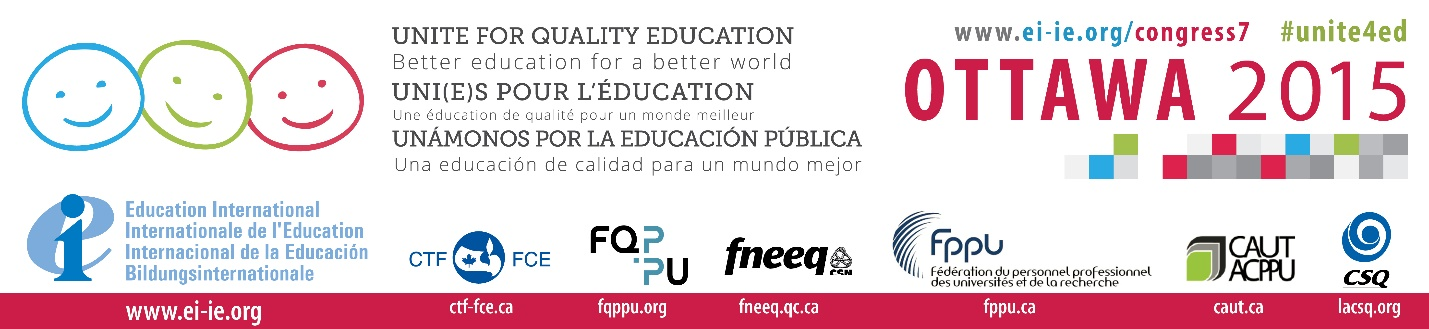 UNITE FOR QUALITY EDUCATION
Better education for a better world
UNI(E)S POUR L'ÉDUCATION
Une éducation de qualité pour un monde meilleur
UNÁMONOS POR LA EDUCACIÓN PÚBLICA
Una educación de calidad para un mundo mejor
www.ei-ie.org/congress7 #unite4ed
OTTAWA 2015
ei
Education International
Internationale de l'Education
Internacional de la Educación
Bildungsinternationale
CTF FCE
FQP
PU
fneeq
CSN
fppu
Fédération du personnel professionnel
des universités et de la recherche
CAUT
ACPPU
CSQ
www.ei-ie.org
ctf-fce.ca
fqppu.org
fneeq.qc.ca
fppu.ca
caut.ca
lacsq.org